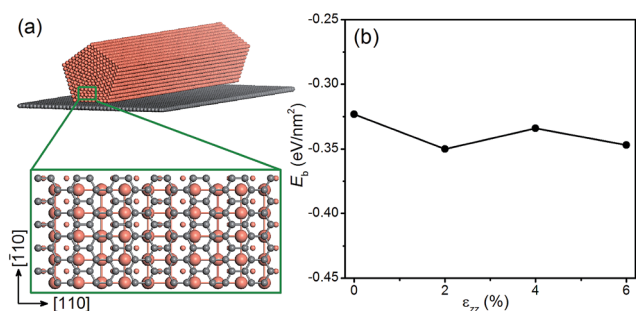 (a)
[1̄10]
[110]
(b)
-0.25
-0.30
-0.35
-0.40
-0.45
E_b (eV/nm²)
0 2 4 6
ε_zz (%)